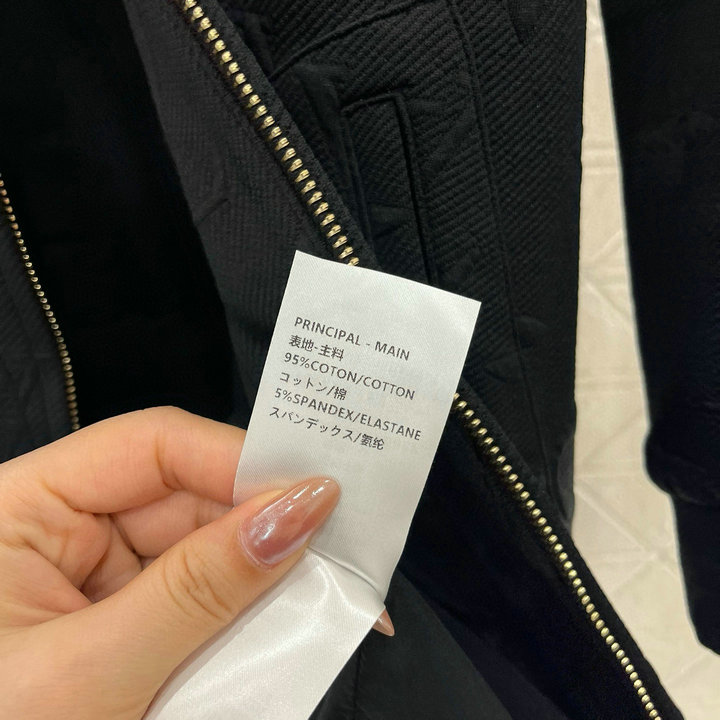 PRINCIPAL - MAIN
表地-主料
95%COTON/COTTON
コットン/棉
5%SPANDEX/ELASTANE
スパンデックス/氨纶